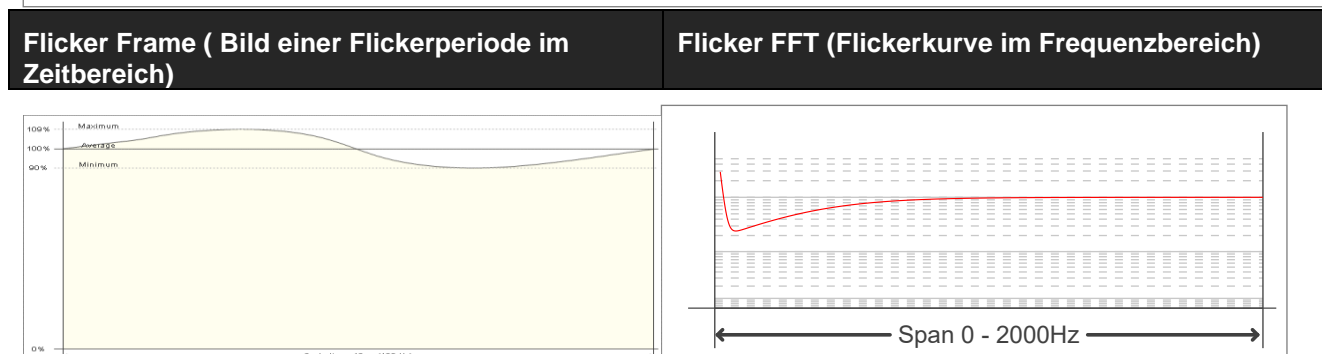 Flicker Frame ( Bild einer Flickerperiode im
Zeitbereich)
Flicker FFT (Flickerkurve im Frequenzbereich)
109%
Maximum
100%
Average
90%
Minimum
0%
Span 0 - 2000Hz